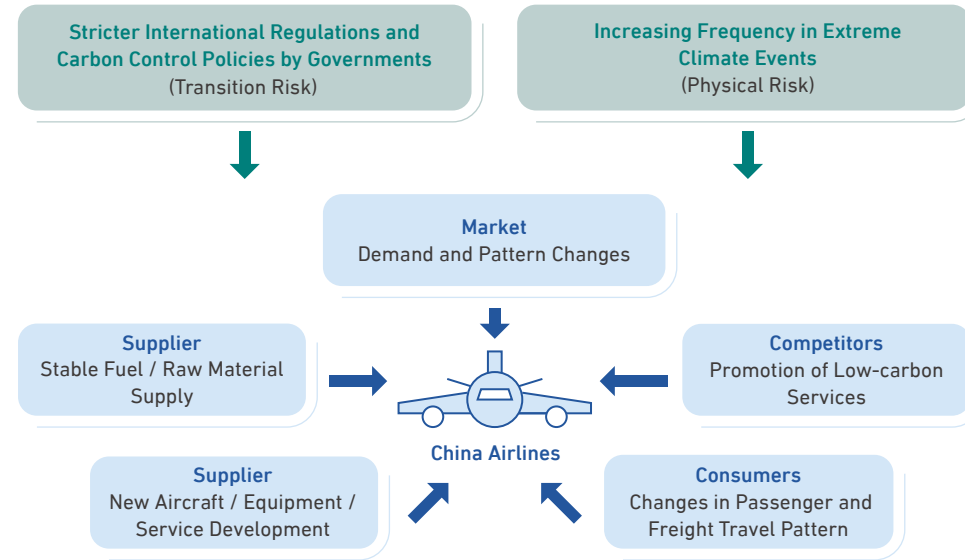 Stricter International Regulations and
Carbon Control Policies by Governments
(Transition Risk)
Increasing Frequency in Extreme
Climate Events
(Physical Risk)
Market
Demand and Pattern Changes
Supplier
Stable Fuel / Raw Material
Supply
Competitors
Promotion of Low-carbon
Services
China Airlines
Supplier
New Aircraft / Equipment /
Service Development
Consumers
Changes in Passenger and
Freight Travel Pattern